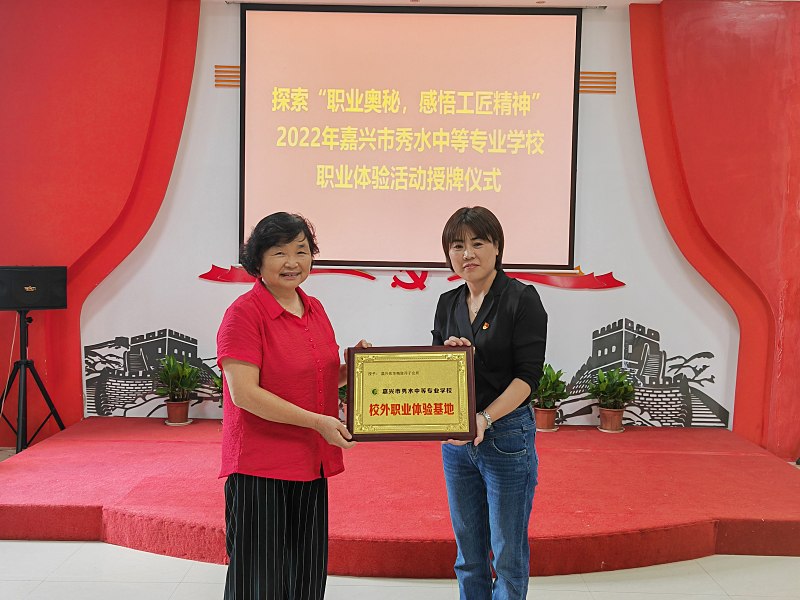 探索“职业奥秘，感悟工匠精神”
2022年嘉兴市秀水中等专业学校
职业体验活动授牌仪式
嘉兴市秀水中等专业学校
校外职业体验基地